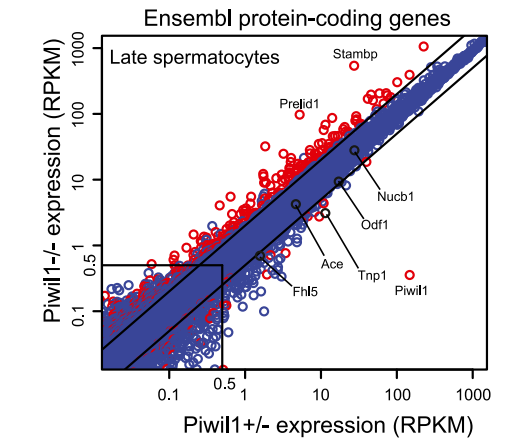 Ensembl protein-coding genes
Late spermatocytes
Stambp
Prelid1
Nucb1
Odf1
Ace
Tnp1
Fhl5
Piwil1
Piwil1-/- expression (RPKM)
1000
100
10
1
0.5
0.1
0.1
0.5
1
10
100
1000
Piwil1+/- expression (RPKM)